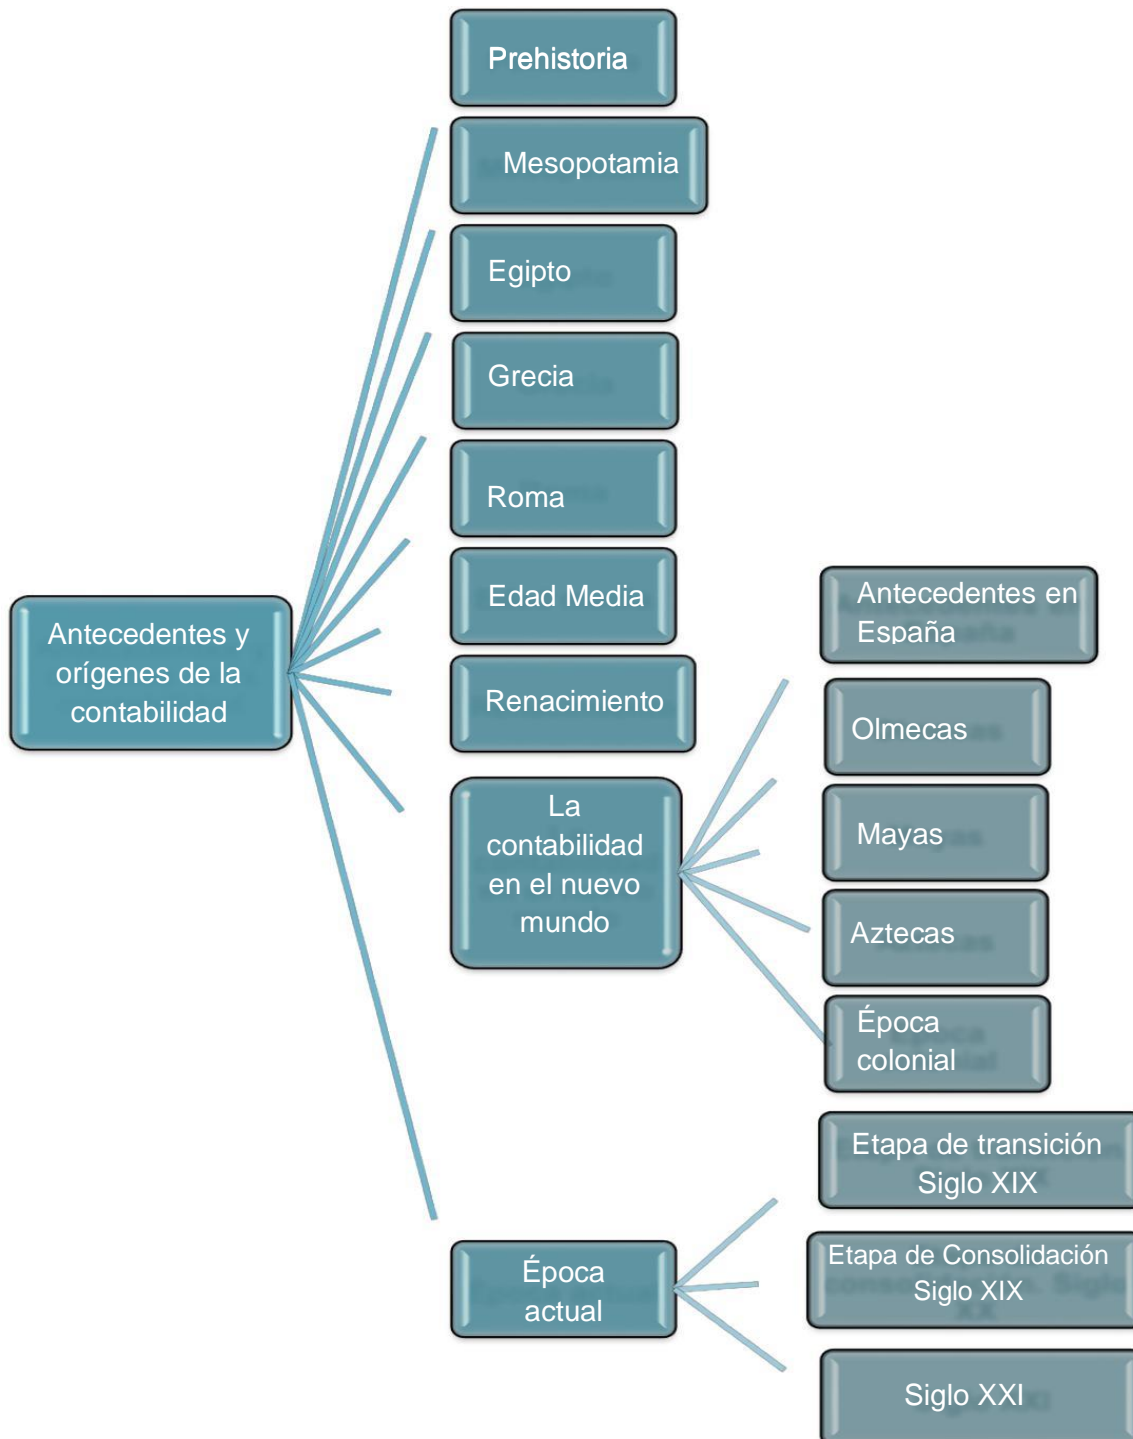 Prehistoria
Mesopotamia
Egipto
Grecia
Roma
Edad Media
Renacimiento
Antecedentes y
orígenes de la
contabilidad
La
contabilidad
en el nuevo
mundo
Antecedentes en
España
Olmecas
Mayas
Aztecas
Época
colonial
Época
actual
Etapa de transición
Siglo XIX
Etapa de Consolidación
Siglo XIX
Siglo XXI